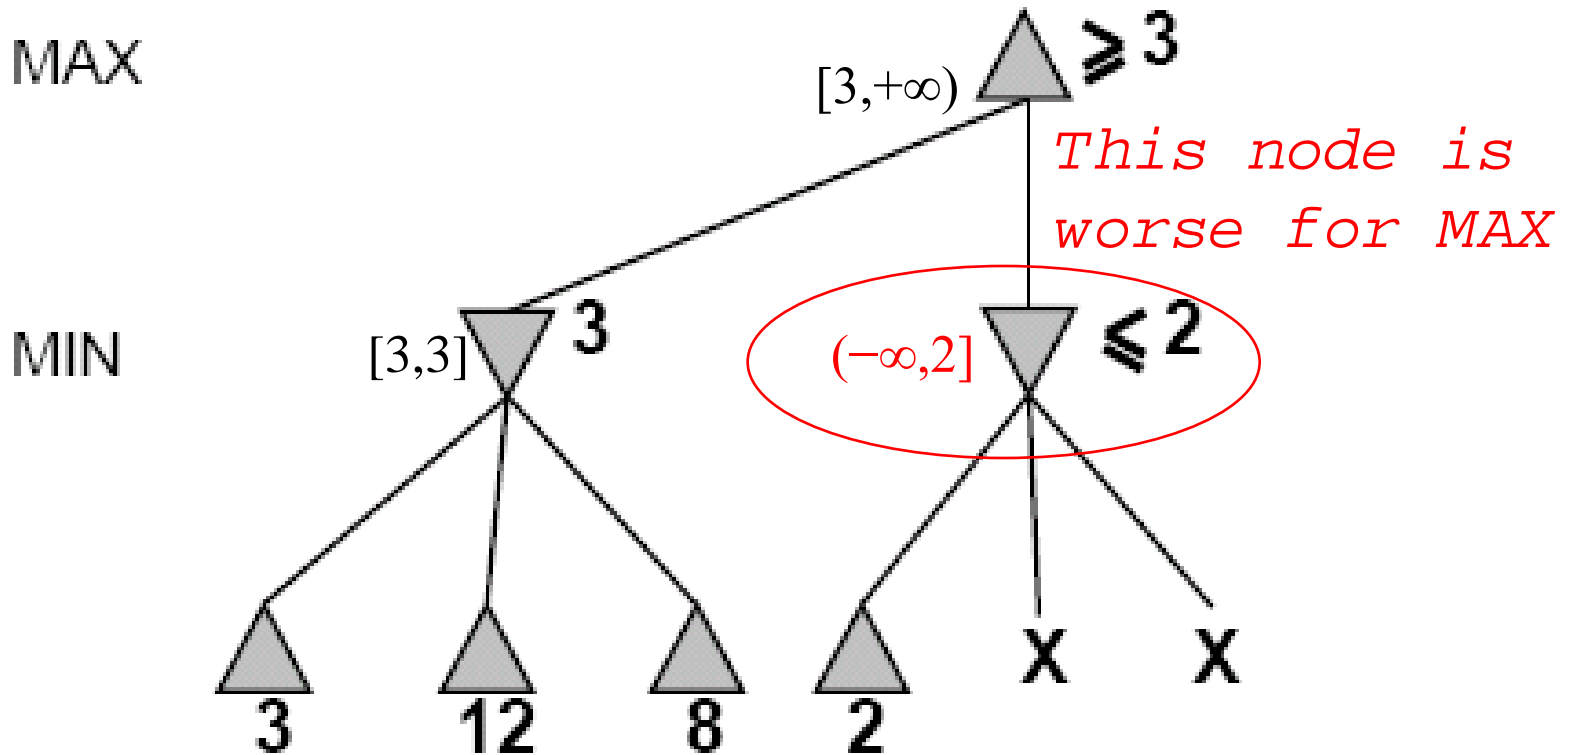 MAX
≥ 3
[3,+∞)
This node is
worse for MAX
MIN
[3,3]
3
(−∞,2]
≤ 2
3
12
8
2
X
X